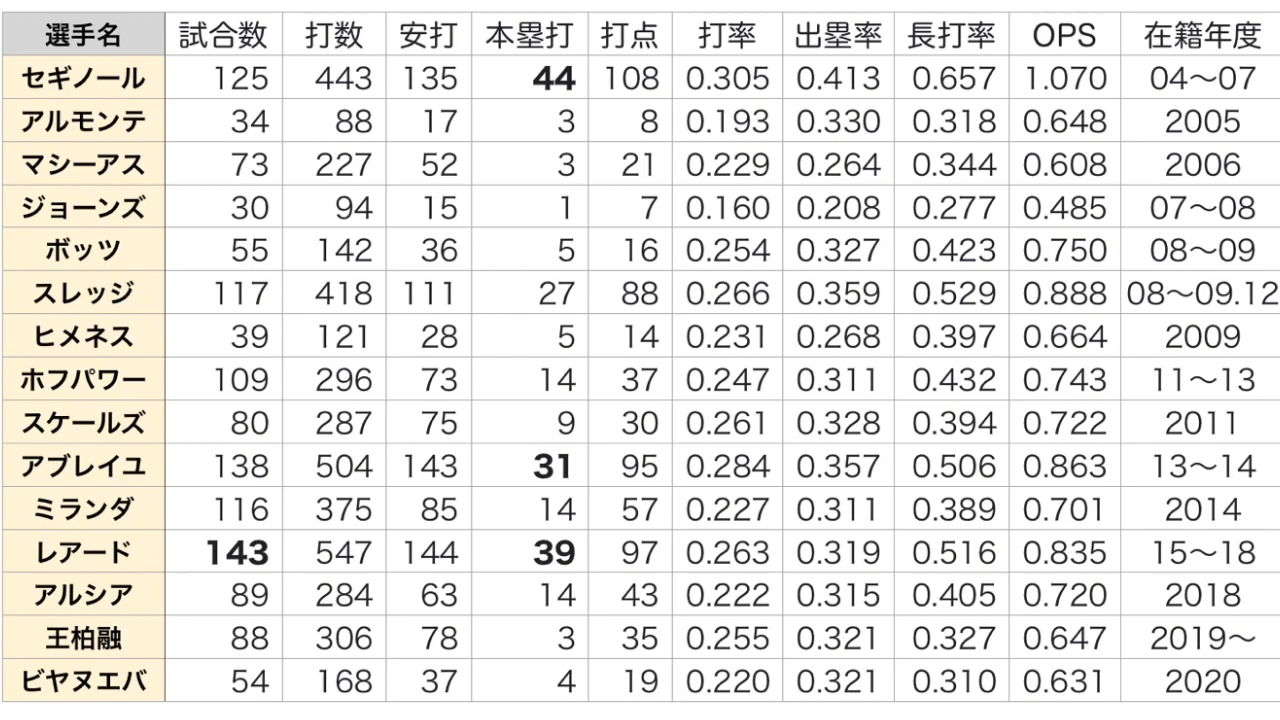 選手名 試合数 打数 安打 本塁打 打点 打率 出塁率 長打率 OPS 在籍年度
セギノール 125 443 135 44 108 0.305 0.413 0.657 1.070 04〜07
アルモンテ 34 88 17 3 8 0.193 0.330 0.318 0.648 2005
マシーアス 73 227 52 3 21 0.229 0.264 0.344 0.608 2006
ジョーンズ 30 94 15 1 7 0.160 0.208 0.277 0.485 07〜08
ボッツ 55 142 36 5 16 0.254 0.327 0.423 0.750 08〜09
スレッジ 117 418 111 27 88 0.266 0.359 0.529 0.888 08〜09.12
ヒメネス 39 121 28 5 14 0.231 0.268 0.397 0.664 2009
ホフパワー 109 296 73 14 37 0.247 0.311 0.432 0.743 11〜13
スケールズ 80 287 75 9 30 0.261 0.328 0.394 0.722 2011
アブレイユ 138 504 143 31 95 0.284 0.357 0.506 0.863 13〜14
ミランダ 116 375 85 14 57 0.227 0.311 0.389 0.701 2014
レアード 143 547 144 39 97 0.263 0.319 0.516 0.835 15〜18
アルシア 89 284 63 14 43 0.222 0.315 0.405 0.720 2018
王柏融 88 306 78 3 35 0.255 0.321 0.327 0.647 2019〜
ビヤヌエバ 54 168 37 4 19 0.220 0.321 0.310 0.631 2020